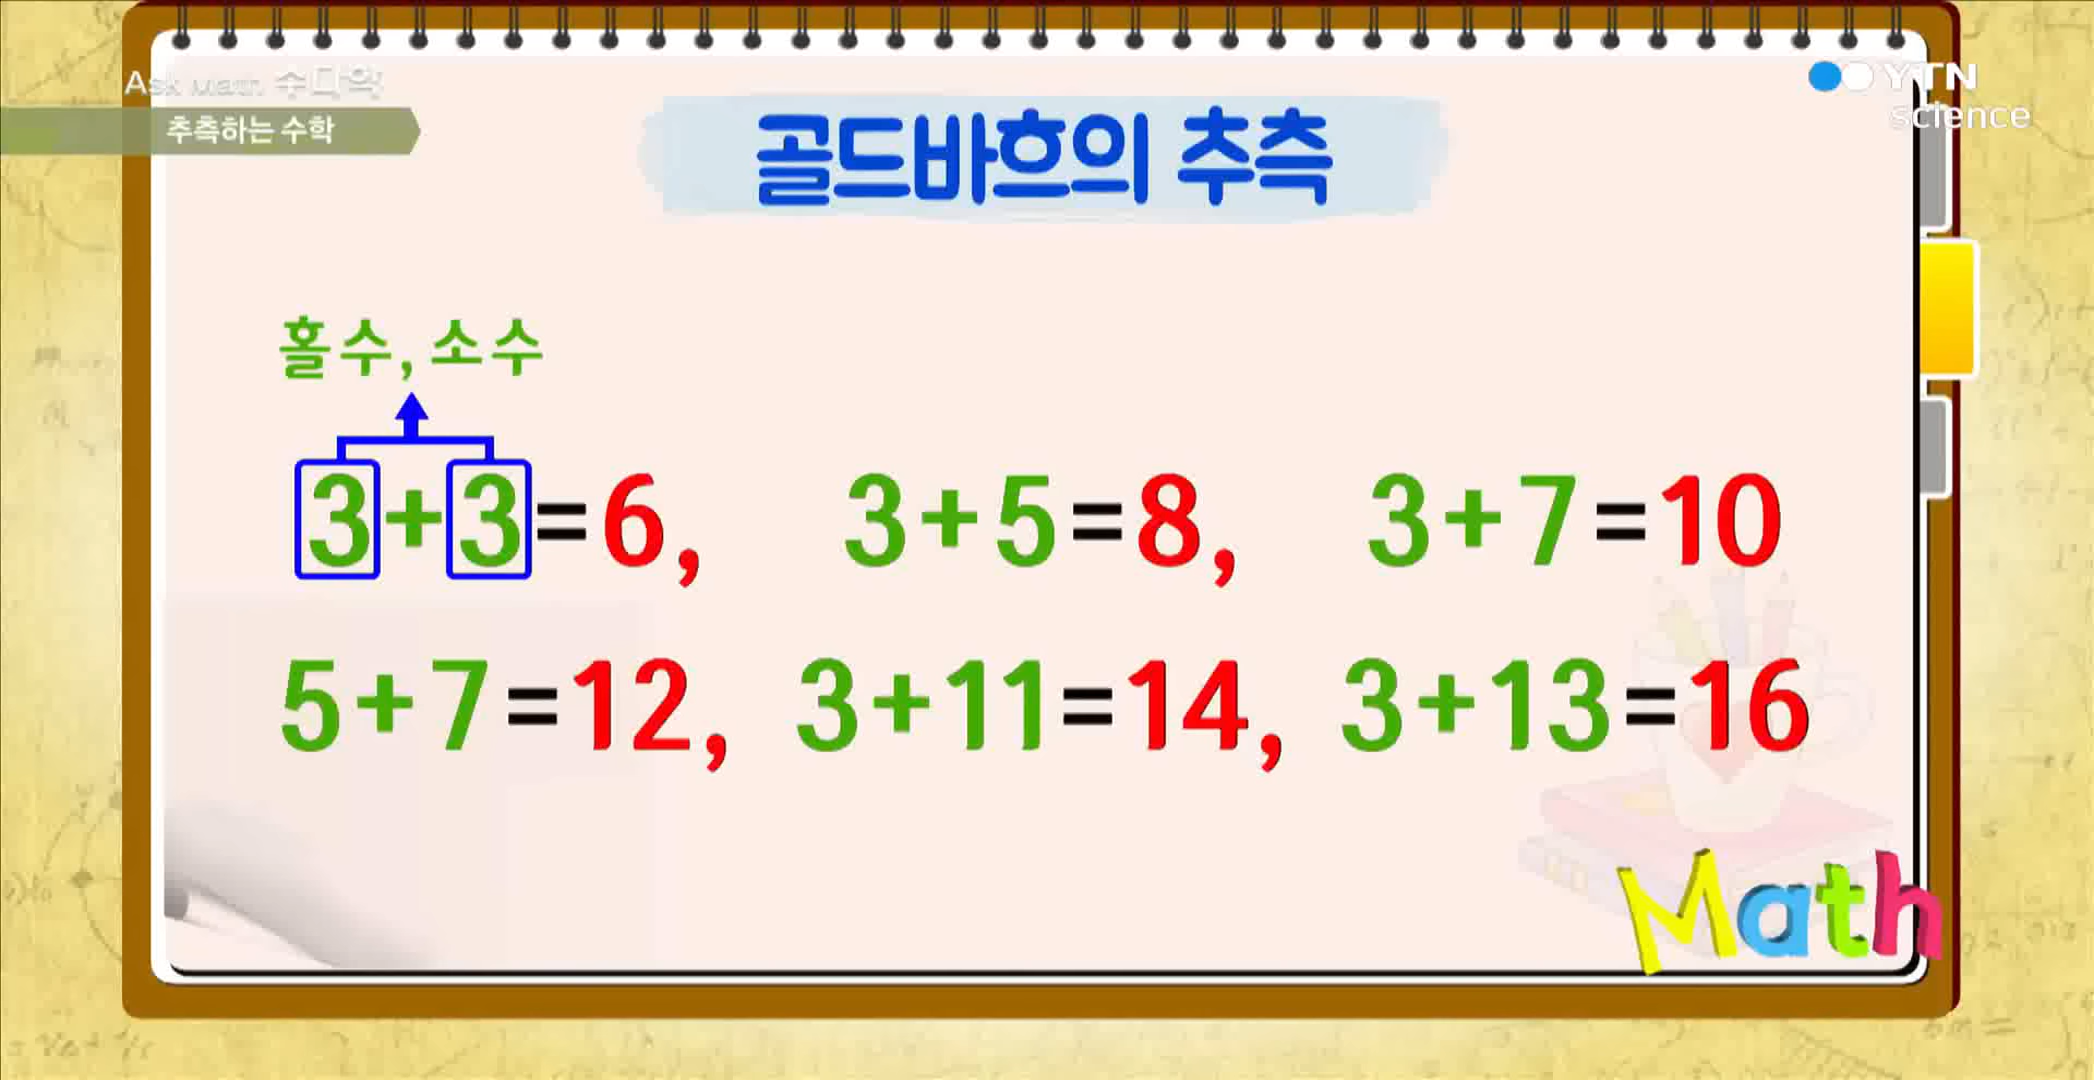 Ask Math 수다학
YTN
science
추측하는 수학
골드바흐의 추측
홀수, 소수
3+3=6, 3+5=8, 3+7=10
5+7=12, 3+11=14, 3+13=16
Math